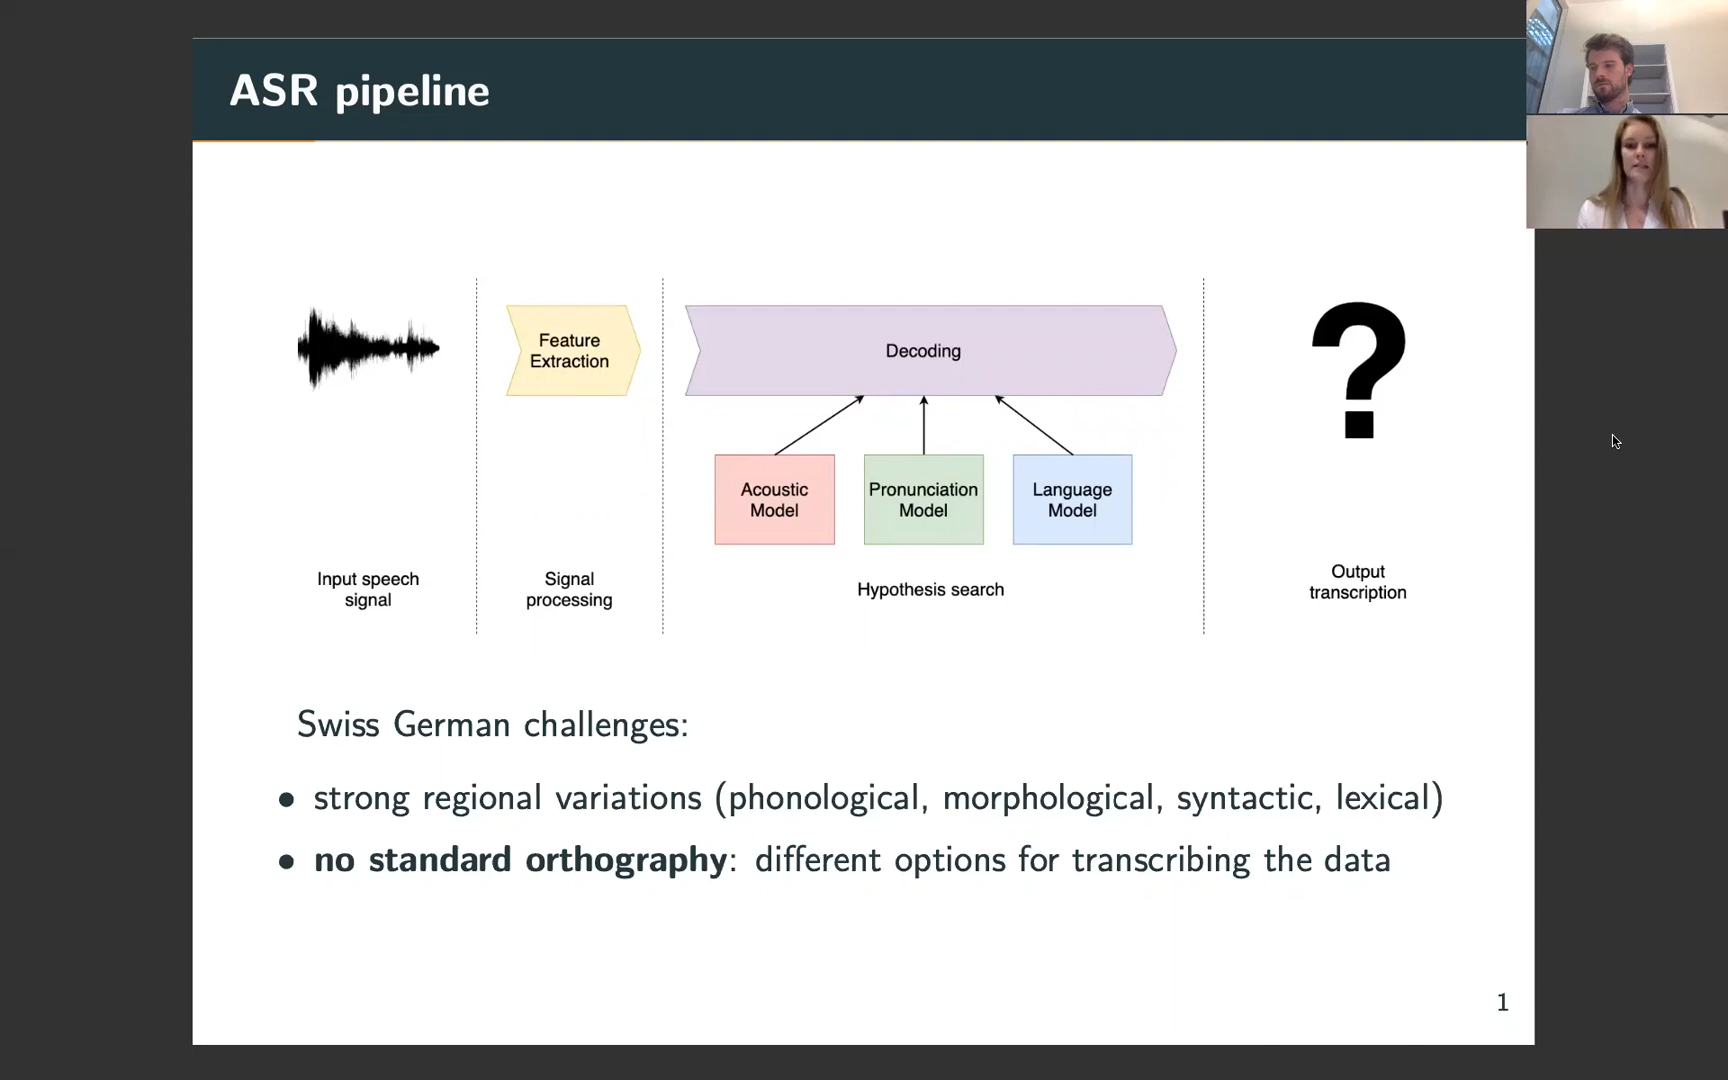 ASR pipeline
Feature
Extraction
Decoding
Acoustic
Model
Pronunciation
Model
Language
Model
Input speech
signal
Signal
processing
Hypothesis search
Output
transcription
?
Swiss German challenges:
• strong regional variations (phonological, morphological, syntactic, lexical)
• no standard orthography: different options for transcribing the data
1